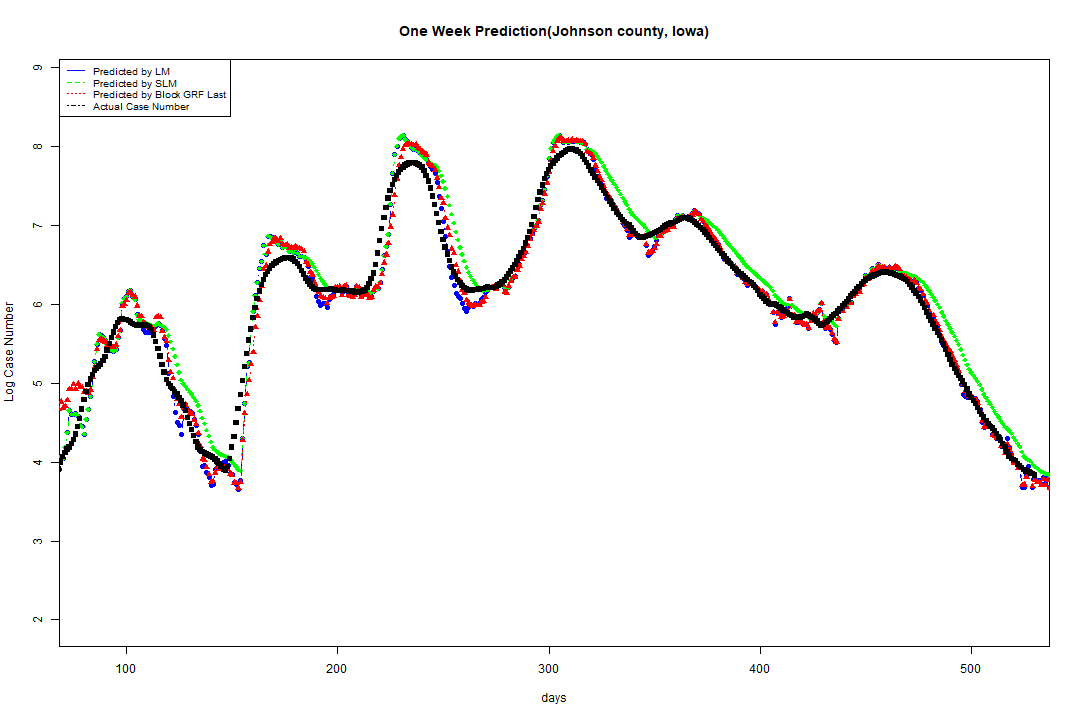 One Week Prediction(Johnson county, Iowa)
Predicted by LM
Predicted by SLM
Predicted by Block GRF Last
Actual Case Number
Log Case Number
9
8
7
6
5
4
3
2
100 200 300 400 500
days